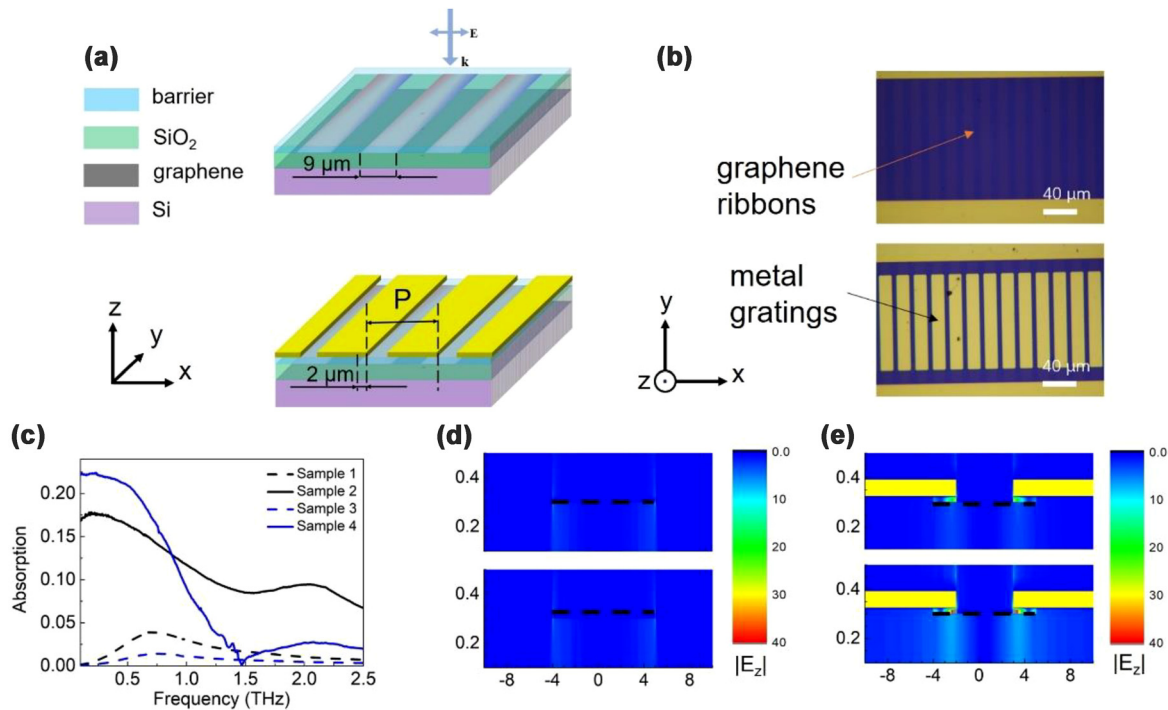 (a)
E
k
barrier
SiO2
graphene
Si
9 μm
P
2 μm
z
y
x
(b)
graphene
ribbons
40 μm
metal
gratings
40 μm
y
z
x
(c)
Absorption
0.20
0.15
0.10
0.05
0.00
0.5
1.0
1.5
2.0
2.5
Frequency (THz)
Sample 1
Sample 2
Sample 3
Sample 4
(d)
0.4
0.2
0.4
0.2
-8
-4
0
4
8
0.0
10
20
30
40
|Ez|
(e)
0.4
0.2
0.4
0.2
-8
-4
0
4
8
0.0
10
20
30
40
|Ez|